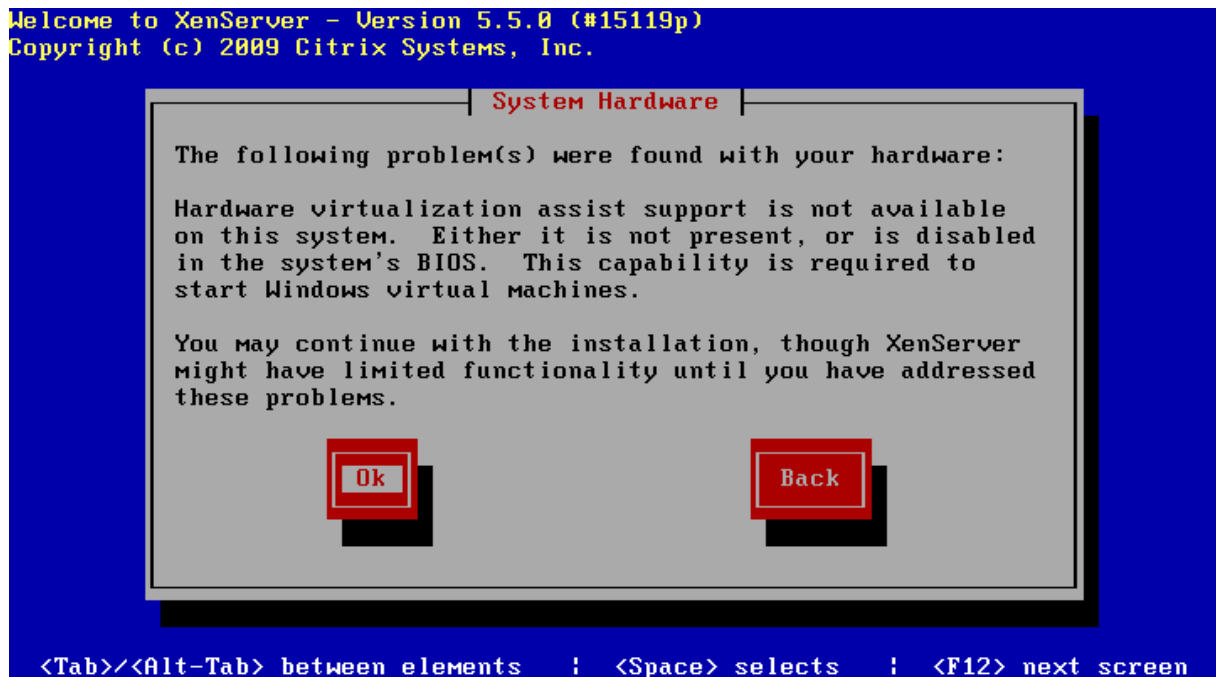 Welcome to XenServer - Version 5.5.0 (#15119p)
Copyright (c) 2009 Citrix Systems, Inc.
System Hardware
The following problem(s) were found with your hardware:
Hardware virtualization assist support is not available
on this system.  Either it is not present, or is disabled
in the system's BIOS.  This capability is required to
start Windows virtual machines.
You may continue with the installation, though XenServer
might have limited functionality until you have addressed
these problems.
Ok Back
<Tab>/<Alt-Tab> between elements   ¦  <Space> selects   ¦  <F12> next screen